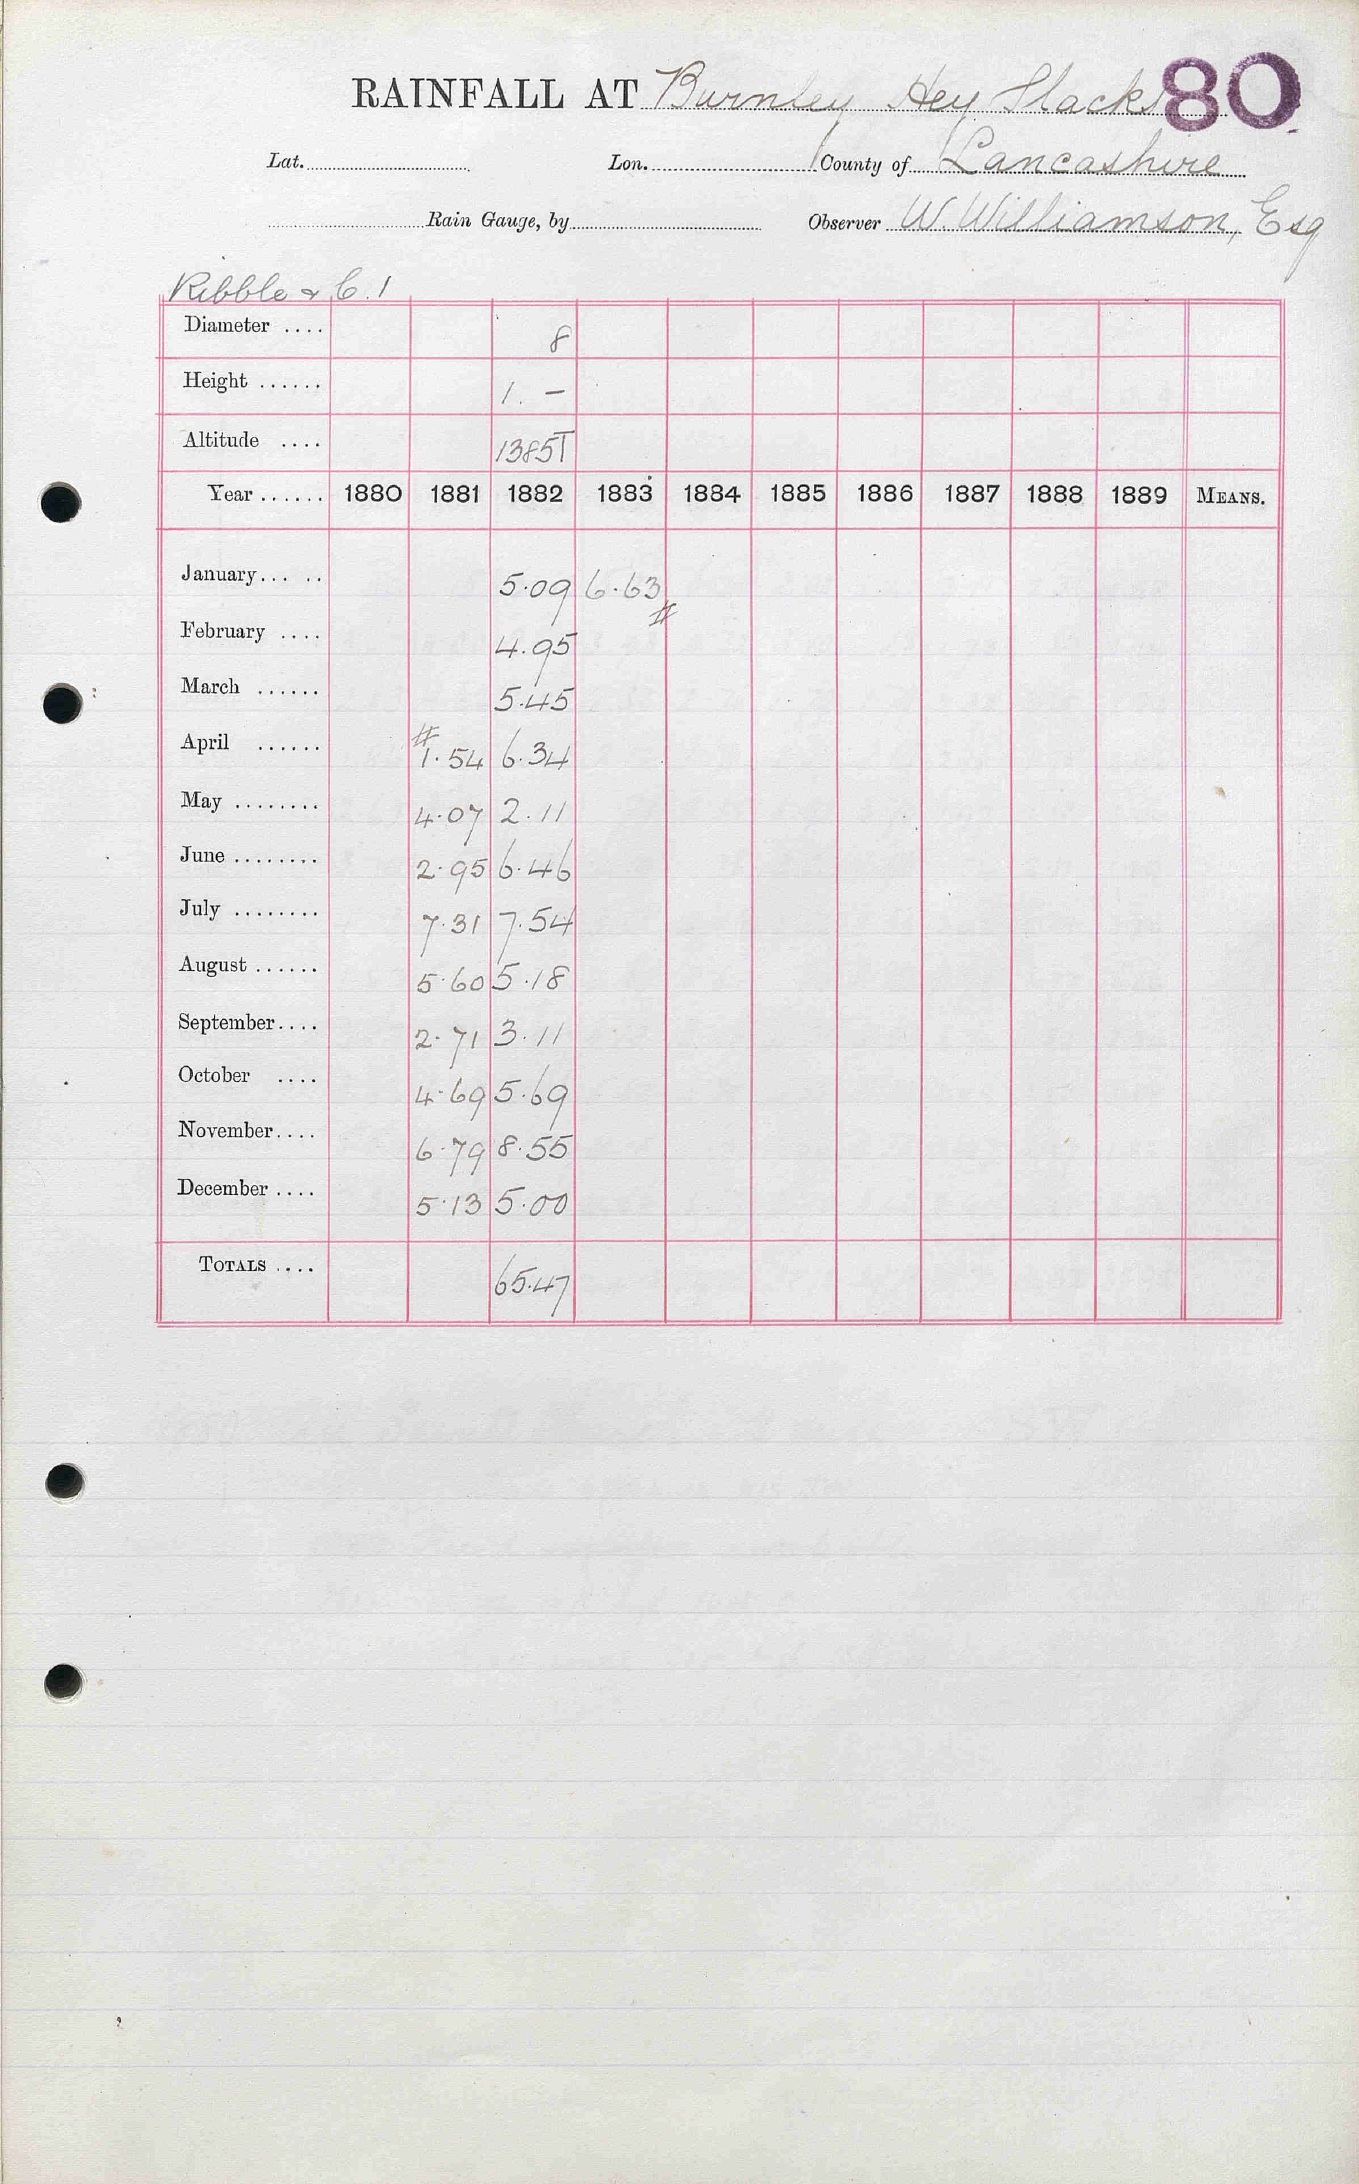 RAINFALL AT Burnley Hey Slacks 80
Lat. Lon. County of Lancashire
Rain Gauge, by Observer W. Williamson, Esq
Ribble & C. 1
Diameter .... 8
Height ...... 1. -
Altitude .... 1385T
Year ...... 1880 1881 1882 1883 1884 1885 1886 1887 1888 1889 MEANS.
January... .. 5.09 6.63 #
February .... 4.95
March ...... 5.45
April ...... # 1.54 6.34
May ........ 4.07 2.11
June ........ 2.95 6.46
July ........ 7.31 7.54
August ...... 5.60 5.18
September.... 2.71 3.11
October .... 4.69 5.69
November.... 6.79 8.55
December .... 5.13 5.00
TOTALS .... 65.47